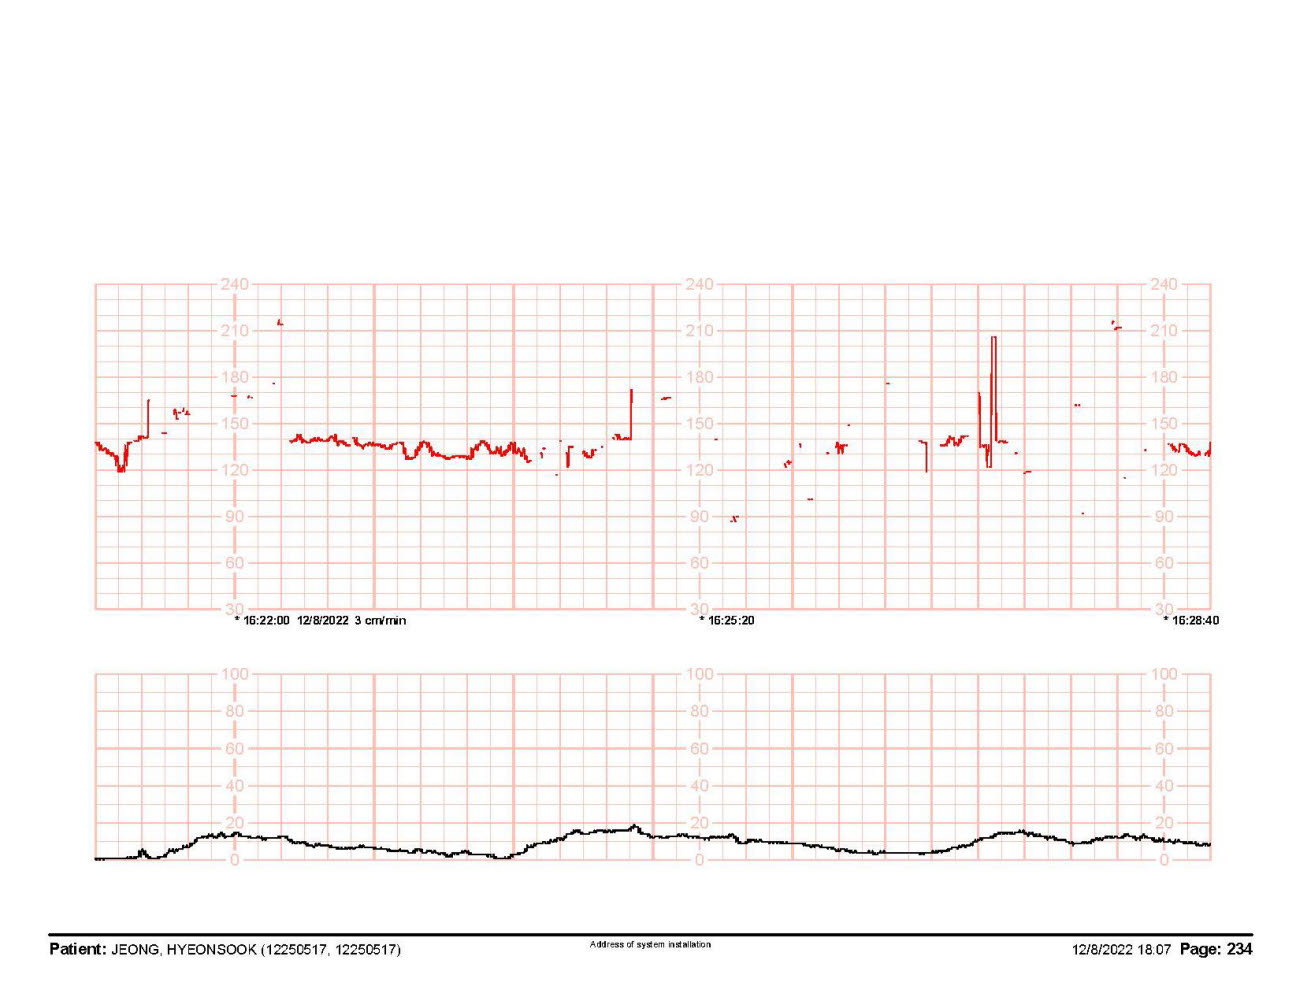 240 240 240
210 210 210
180 180 180
150 150 150
120 120 120
90 90 90
60 60 60
30 30 30
* 16:22:00 12/8/2022 3 cm/min * 16:25:20 * 16:28:40
100 100 100
80 80 80
60 60 60
40 40 40
20 20 20
0 0 0
Patient: JEONG, HYEONSOOK (12250517, 12250517) Address of system installation 12/8/2022 18:07 Page: 234